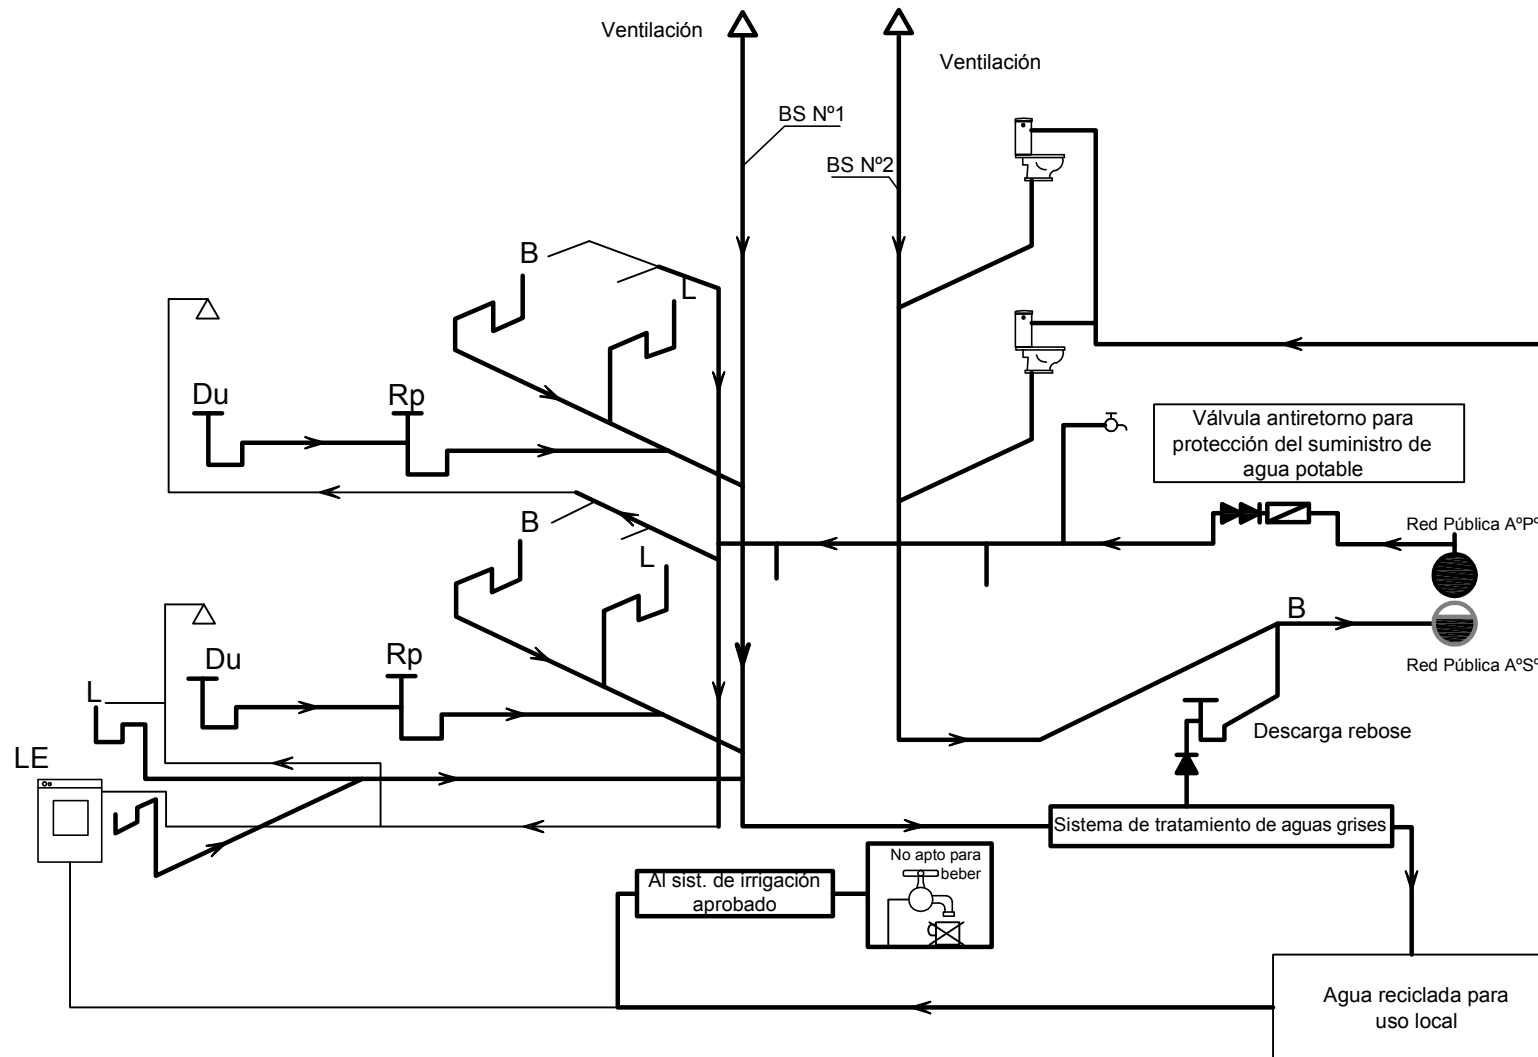 Ventilación
Ventilación
BS Nº1
BS Nº2
B
L
Du
Rp
Válvula antiretorno para
protección del suministro de
agua potable
Red Pública AºPº
B
L
B
Red Pública AºSº
Du
Rp
L
Descarga rebose
LE
Sistema de tratamiento de aguas grises
No apto para
beber
Al sist. de irrigación
aprobado
Agua reciclada para
uso local